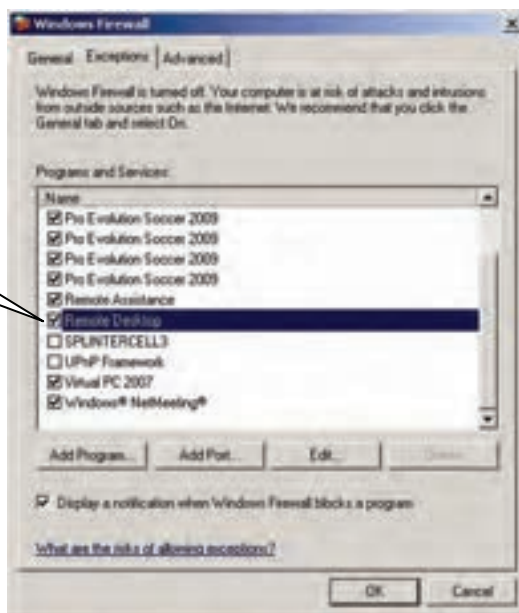 Windows Firewall
General Exceptions Advanced
Windows Firewall is turned off. Your computer is at risk of attacks and intrusions
from outside sources such as the Internet. We recommend that you click the
General tab and select On.
Programs and Services:
Name
Pro Evolution Soccer 2009
Pro Evolution Soccer 2009
Pro Evolution Soccer 2009
Pro Evolution Soccer 2009
Remote Assistance
Remote Desktop
SPLINTERCELL3
UPnP Framework
Virtual PC 2007
Windows® NetMeeting®
Add Program... Add Port... Edit... Delete
Display a notification when Windows Firewall blocks a program
What are the risks of allowing exceptions?
OK Cancel